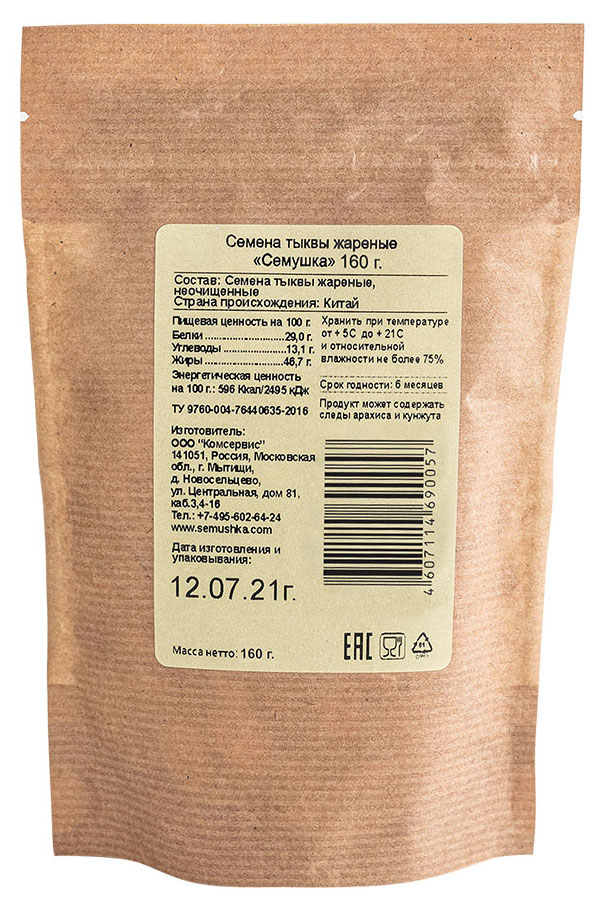 Семена тыквы жареные
«Семушка» 160 г.
Состав: Семена тыквы жареные,
неочищенные
Страна происхождения: Китай
Пищевая ценность на 100 г.
Белки........................29,0 г.
Углеводы..................13,1 г.
Жиры........................46,7 г.
Энергетическая ценность
на 100 г.: 596 Ккал/2495 кДж
ТУ 9760-004-76440635-2016
Изготовитель:
ООО "Комсервис"
141051, Россия, Московская
обл., г. Мытищи,
д. Новосельцево,
ул. Центральная, дом 81,
каб.3,4-16
Тел.: +7-495-602-64-24
www.semushka.com
Дата изготовления и
упаковывания:
12.07.21г.
Масса нетто: 160 г.
Хранить при температуре
от + 5С до + 21С
и относительной
влажности не более 75%
Срок годности: 6 месяцев
Продукт может содержать
следы арахиса и кунжута
4 607114 690057
EAC